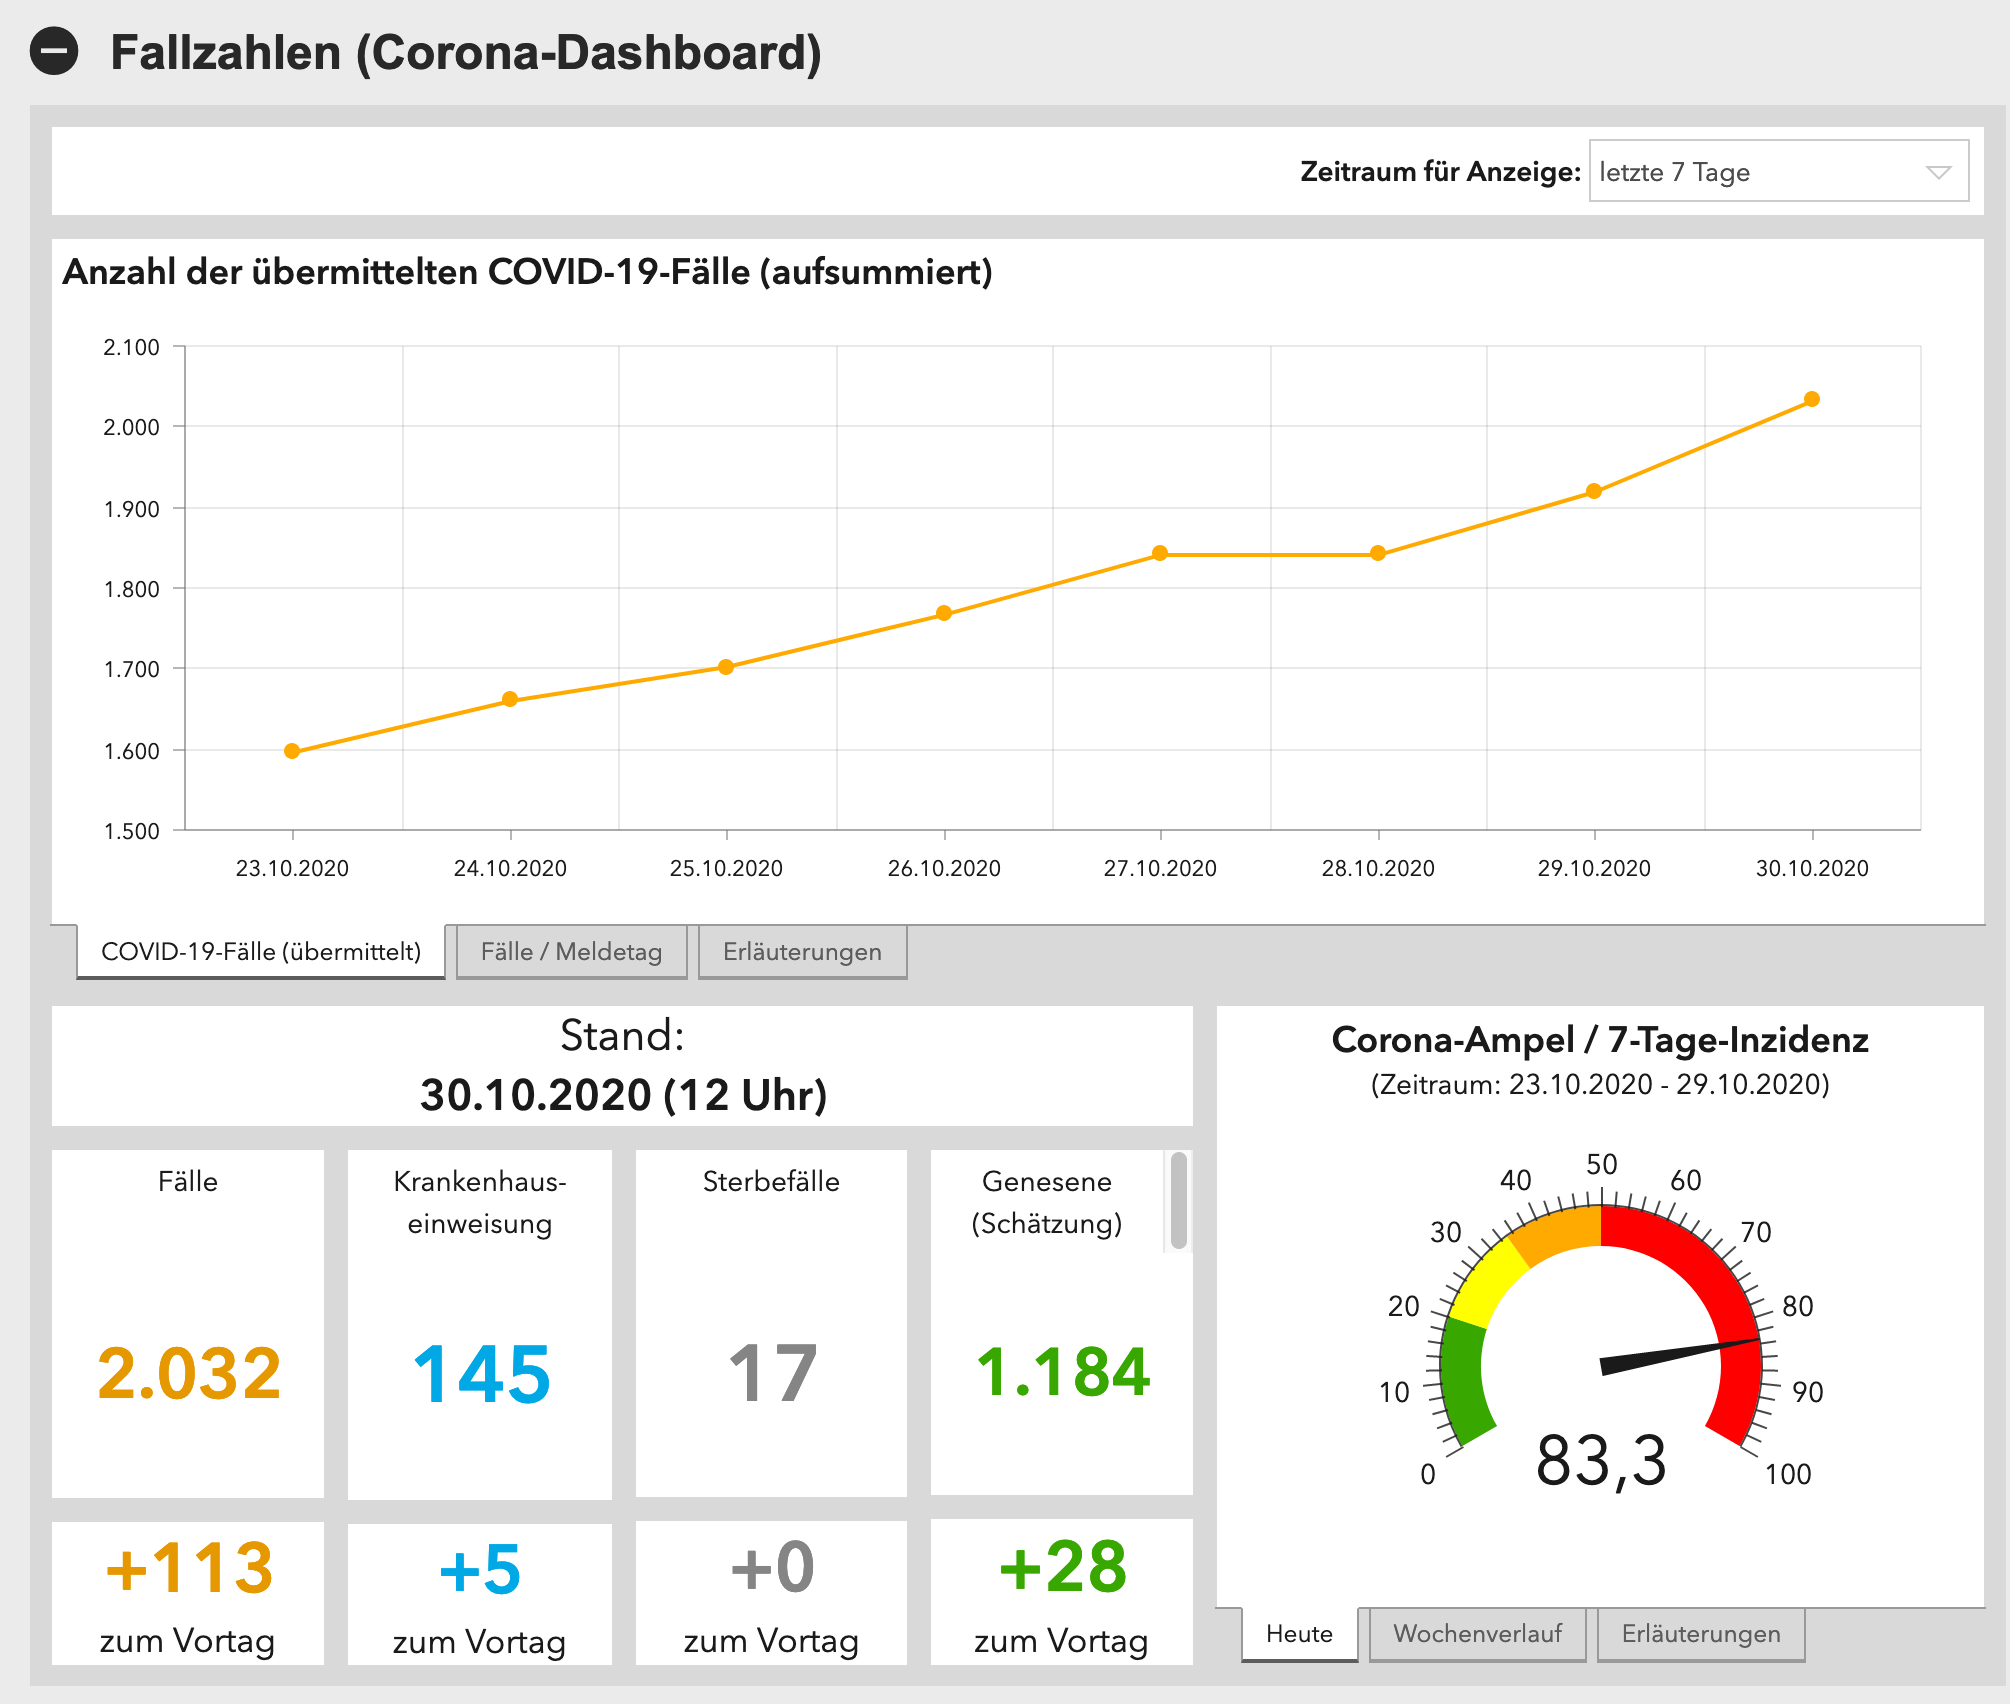 Fallzahlen (Corona-Dashboard)
Zeitraum für Anzeige: letzte 7 Tage
Anzahl der übermittelten COVID-19-Fälle (aufsummiert)
2.100
2.000
1.900
1.800
1.700
1.600
1.500
23.10.2020 24.10.2020 25.10.2020 26.10.2020 27.10.2020 28.10.2020 29.10.2020 30.10.2020
COVID-19-Fälle (übermittelt) Fälle / Meldetag Erläuterungen
Stand:
30.10.2020 (12 Uhr)
Fälle
2.032
+113
zum Vortag
Krankenhaus-
einweisung
145
+5
zum Vortag
Sterbefälle
17
+0
zum Vortag
Genesene
(Schätzung)
1.184
+28
zum Vortag
Corona-Ampel / 7-Tage-Inzidenz
(Zeitraum: 23.10.2020 - 29.10.2020)
0
10
20
30
40
50
60
70
80
90
100
83,3
Heute Wochenverlauf Erläuterungen